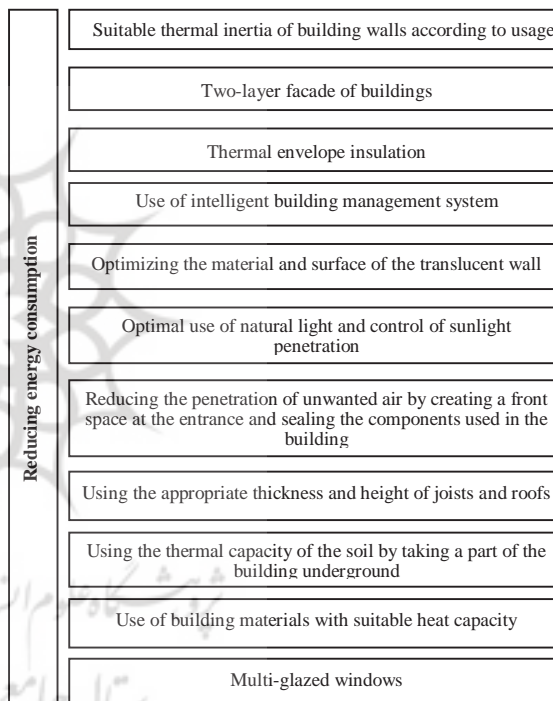 Reducing energy consumption
Suitable thermal inertia of building walls according to usage
Two-layer facade of buildings
Thermal envelope insulation
Use of intelligent building management system
Optimizing the material and surface of the translucent wall
Optimal use of natural light and control of sunlight
penetration
Reducing the penetration of unwanted air by creating a front
space at the entrance and sealing the components used in the
building
Using the appropriate thickness and height of joists and roofs
Using the thermal capacity of the soil by taking a part of the
building underground
Use of building materials with suitable heat capacity
Multi-glazed windows